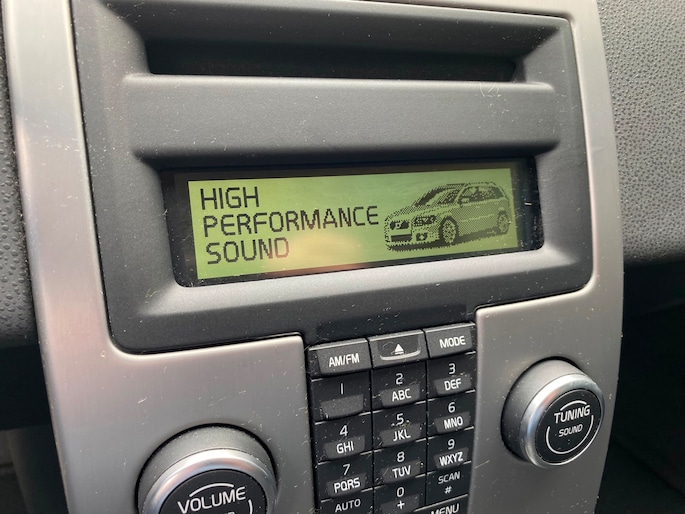 HIGH
PERFORMANCE
SOUND
AM/FM
MODE
1
2
ABC
3
DEF
4
GHI
5
JKL
6
MNO
7
PQRS
8
TUV
9
WXYZ
AUTO
0
+
SCAN
#
MENU
VOLUME
TUNING
SOUND